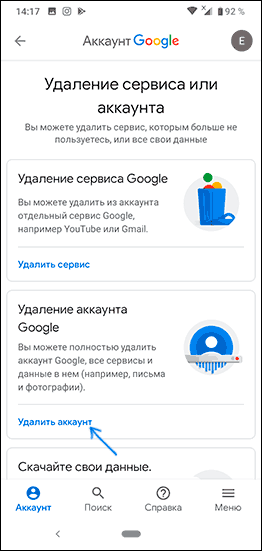 14:17 92 %
Аккаунт Google E
Удаление сервиса или
аккаунта
Вы можете удалить сервис, которым больше не
пользуетесь, или все свои данные
Удаление сервиса Google
Вы можете удалить из аккаунта
отдельный сервис Google,
например YouTube или Gmail.
Удалить сервис
Удаление аккаунта
Google
Вы можете полностью удалить
аккаунт Google, все сервисы и
данные в нем (например, письма
и фотографии).
Удалить аккаунт
Скачайте свои данные.
Аккаунт Поиск Справка Меню